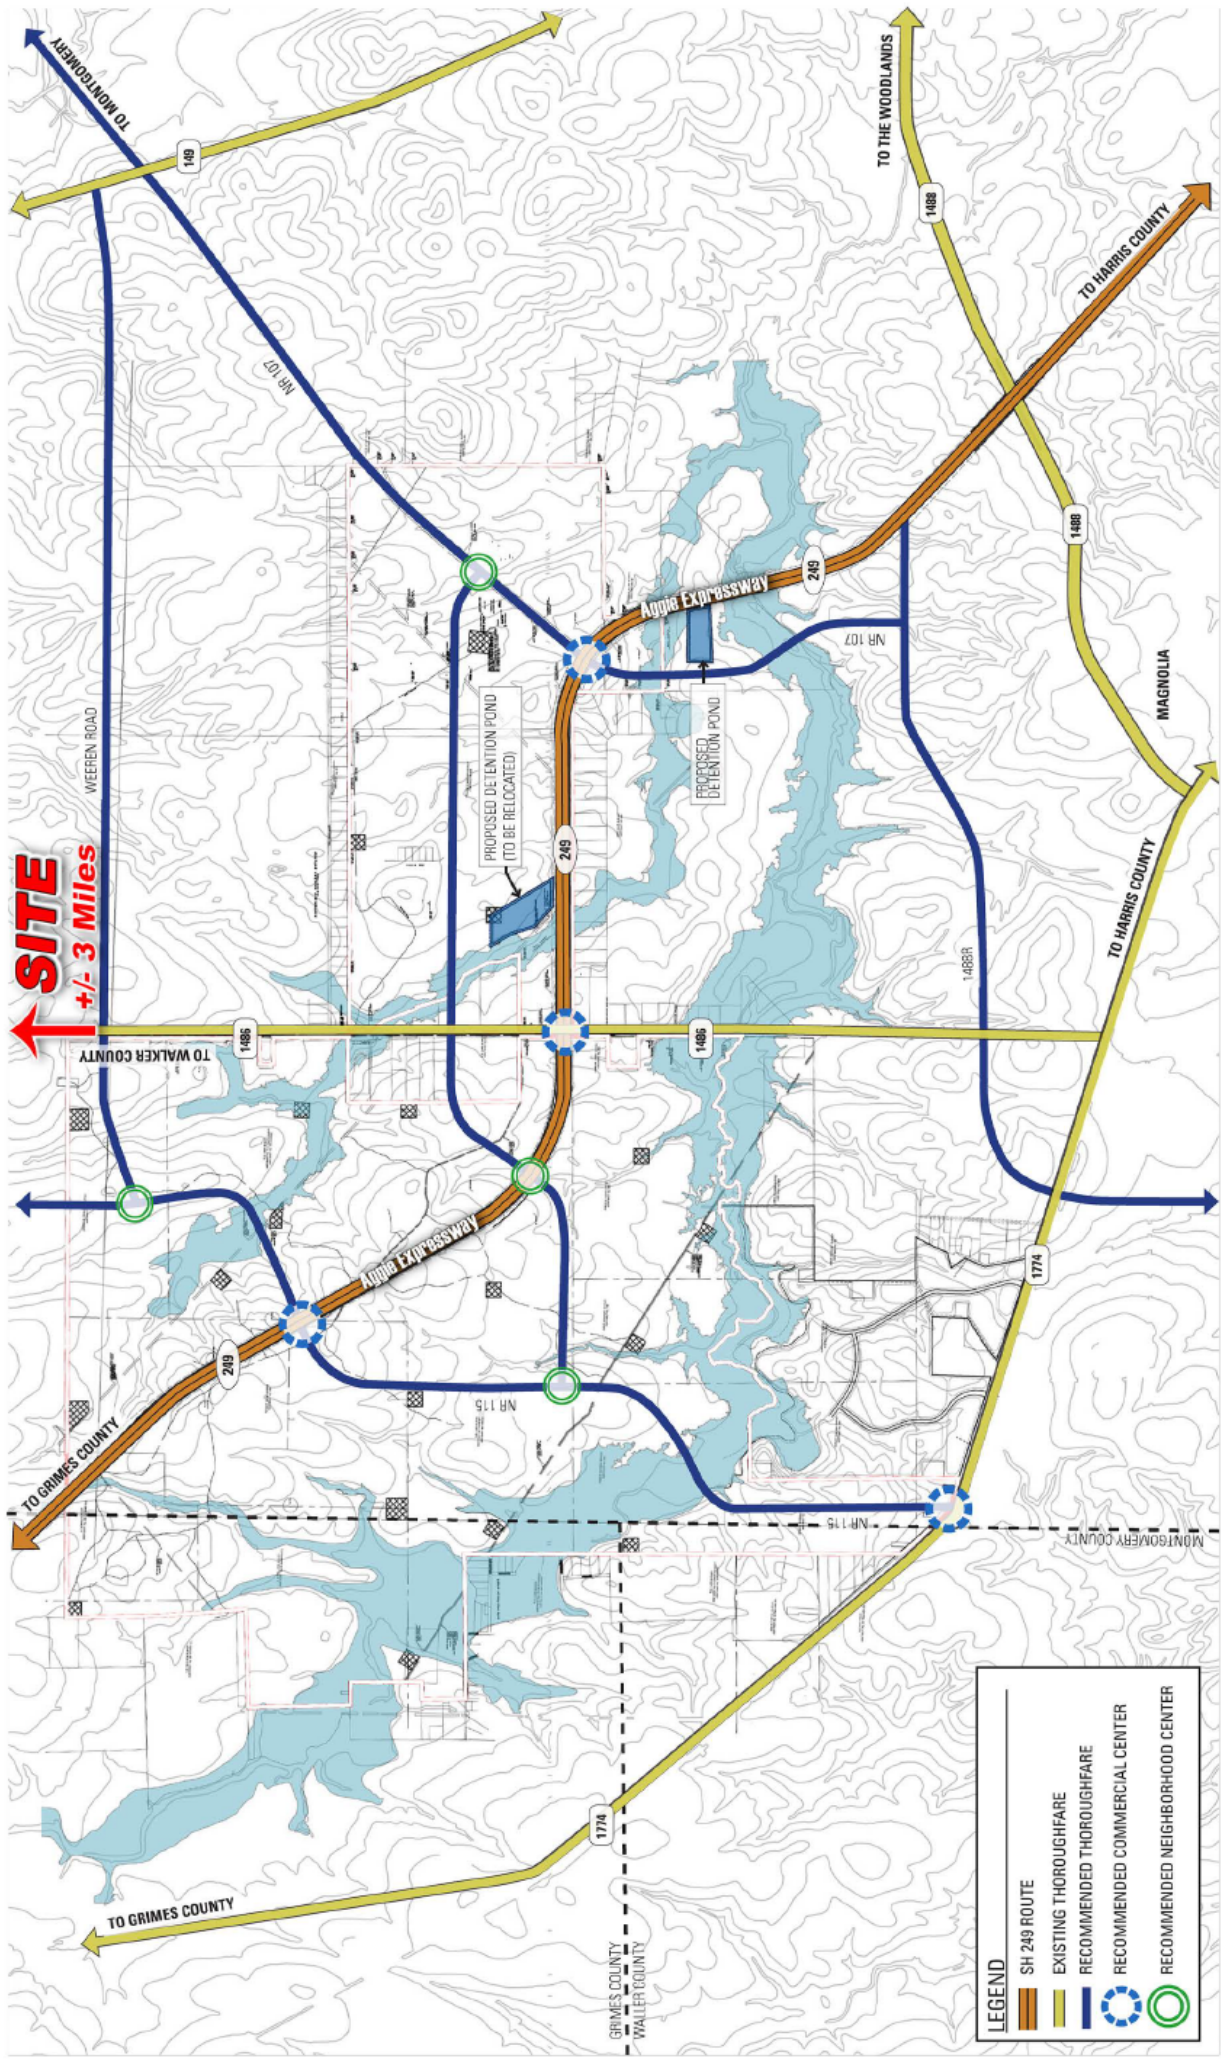 SITE
+/- 3 Miles
TO MONTGOMERY
149
NR 107
WEEREN ROAD
TO THE WOODLANDS
1488
TO HARRIS COUNTY
1488
Aggie Expressway
249
NR 107
MAGNOLIA
PROPOSED DETENTION POND
(TO BE RELOCATED)
PROPOSED
DETENTION POND
249
TO HARRIS COUNTY
1488R
TO WALKER COUNTY
1486
1486
Aggie Expressway
249
TO GRIMES COUNTY
NR 115
NR 115
1774
MONTGOMERY COUNTY
1774
TO GRIMES COUNTY
GRIMES COUNTY
WALLER COUNTY
LEGEND
SH 249 ROUTE
EXISTING THOROUGHFARE
RECOMMENDED THOROUGHFARE
RECOMMENDED COMMERCIAL CENTER
RECOMMENDED NEIGHBORHOOD CENTER